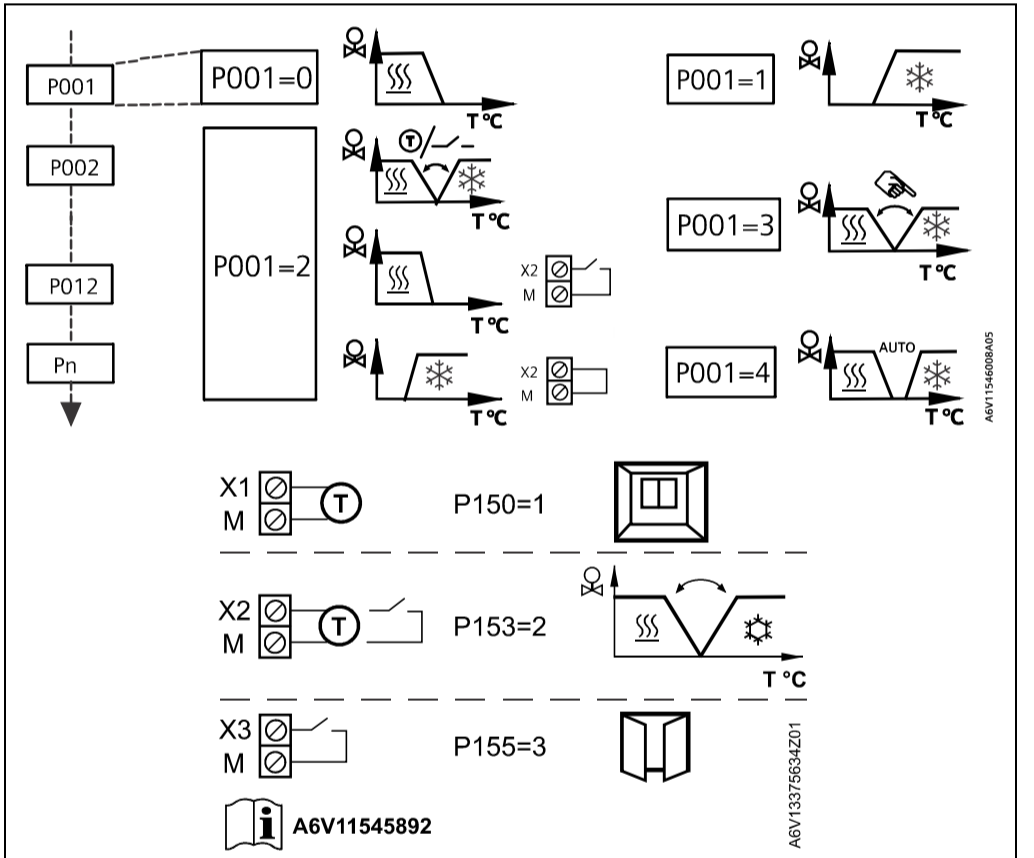 P001
P002
P012
Pn
P001=0
T °C
P001=2
T
T °C
T °C
X2
M
T °C
X2
M
P001=1
T °C
P001=3
T °C
P001=4
AUTO
T °C
A6V11546008A05
X1
M
T
P150=1
X2
M
T
P153=2
T °C
X3
M
P155=3
A6V13375634Z01
i A6V11545892